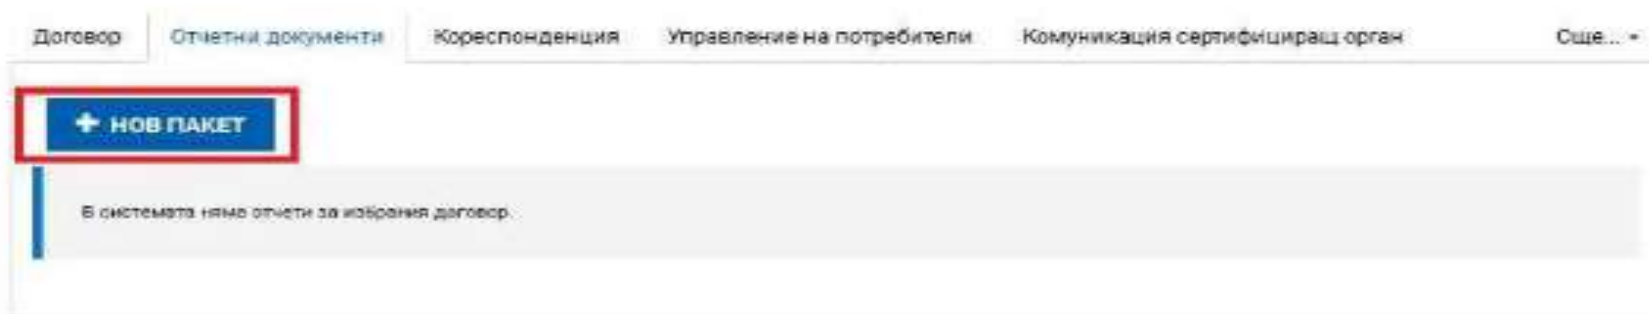 Договор Отчетни документи Кореспонденция Управление на потребители Комуникация сертифициращ орган Още... 
+ НОВ ПАКЕТ
В системата няма отчети за избрания договор.